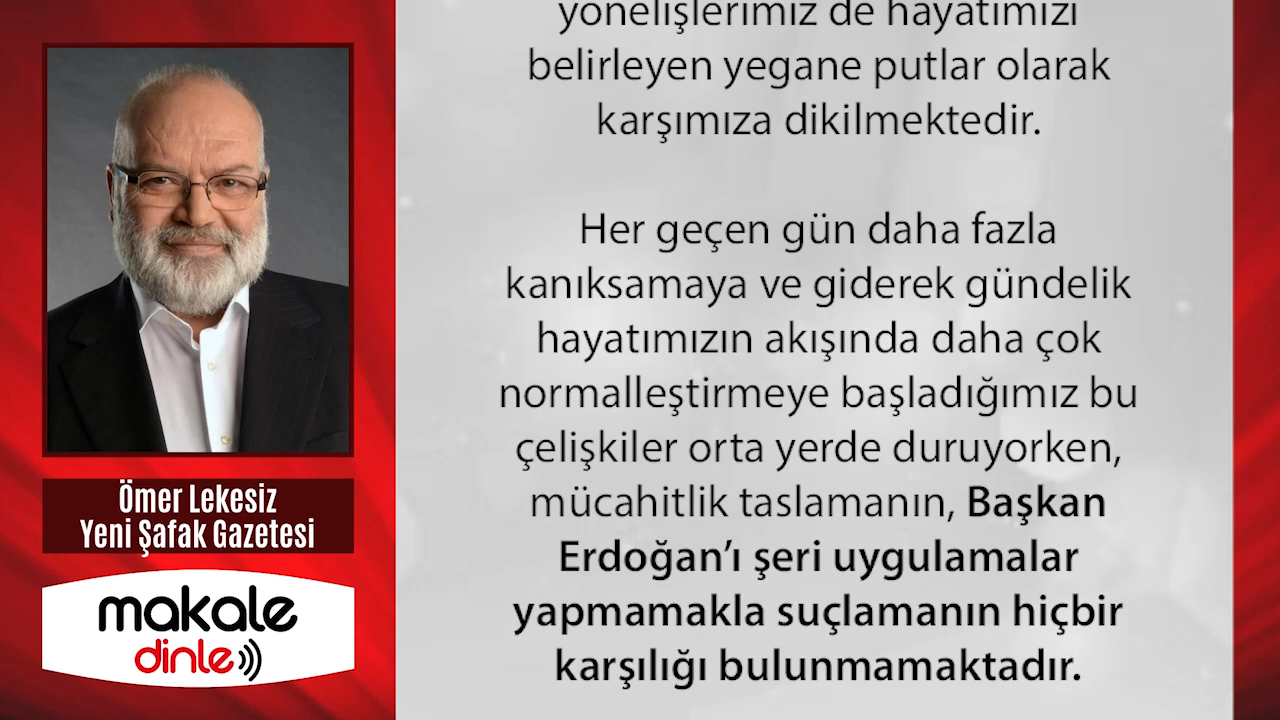 yönelişlerimiz de hayatımızı
belirleyen yegane putlar olarak
karşımıza dikilmektedir.
Her geçen gün daha fazla
kanıksamaya ve giderek gündelik
hayatımızın akışında daha çok
normalleştirmeye başladığımız bu
çelişkiler orta yerde duruyorken,
mücahitlik taslamanın, Başkan
Erdoğan’ı şeri uygulamalar
yapmamakla suçlamanın hiçbir
karşılığı bulunmamaktadır.
Ömer Lekesiz
Yeni Şafak Gazetesi
makale
dinle